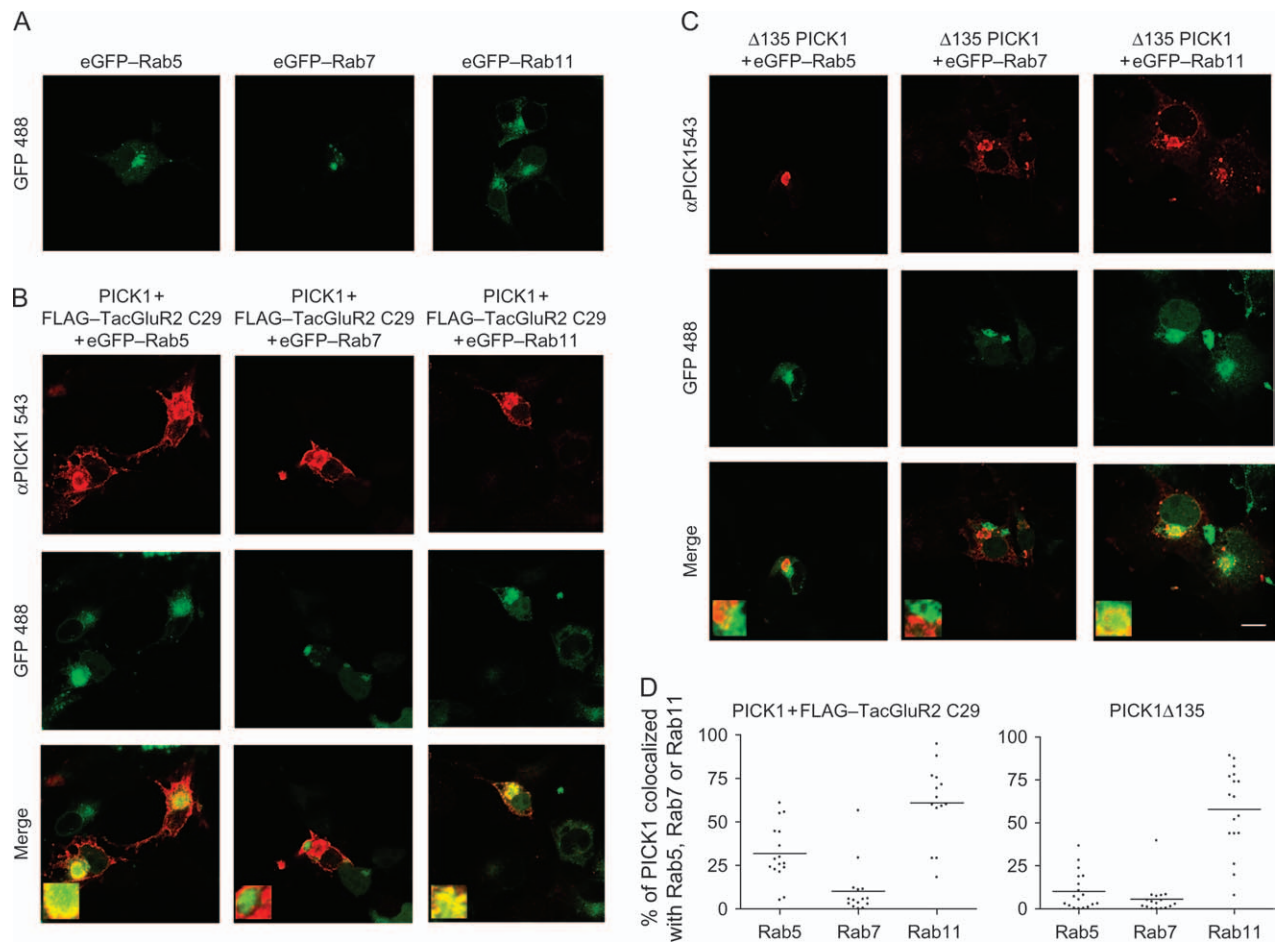 A
eGFP–Rab5
eGFP–Rab7
eGFP–Rab11
GFP 488
B
PICK1+
FLAG–TacGluR2 C29
+eGFP–Rab5
PICK1+
FLAG–TacGluR2 C29
+eGFP–Rab7
PICK1+
FLAG–TacGluR2 C29
+eGFP–Rab11
αPICK1 543
GFP 488
Merge
C
Δ135 PICK1
+eGFP–Rab5
Δ135 PICK1
+eGFP–Rab7
Δ135 PICK1
+eGFP–Rab11
αPICK1543
GFP 488
Merge
D
% of PICK1 colocalized
with Rab5, Rab7 or Rab11
PICK1+FLAG–TacGluR2 C29
100
75
50
25
0
Rab5
Rab7
Rab11
PICK1Δ135
100
75
50
25
0
Rab5
Rab7
Rab11